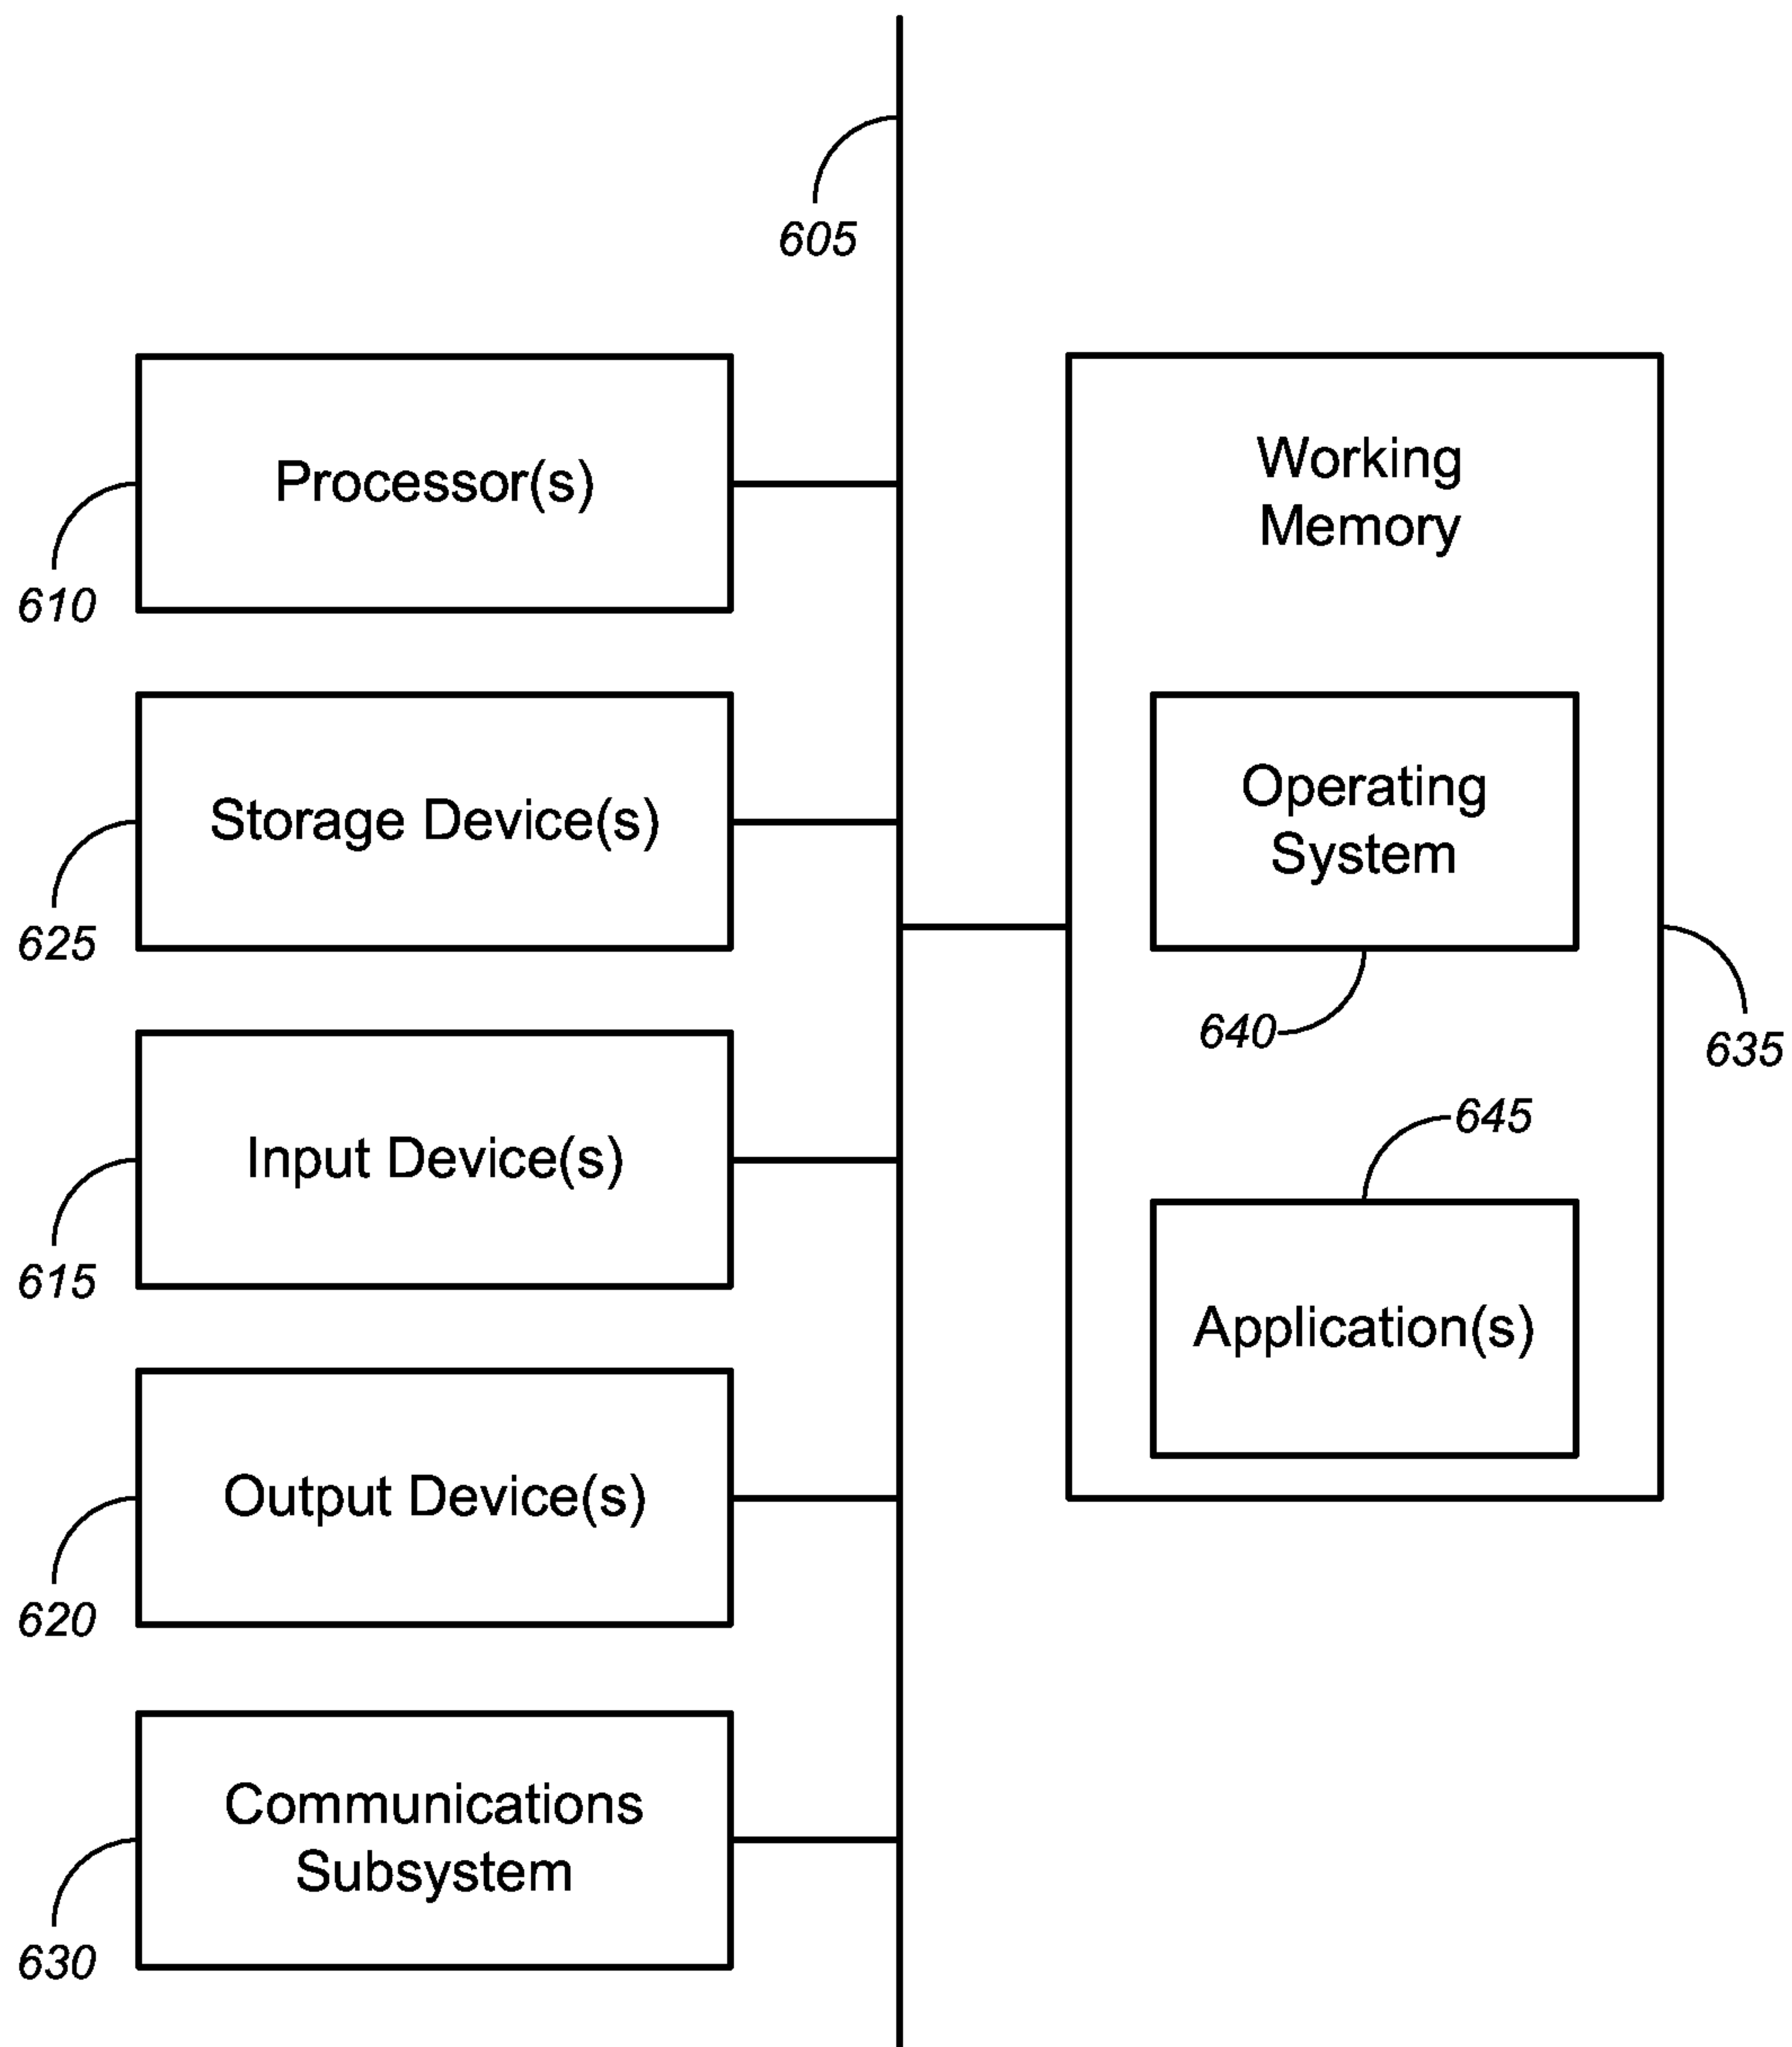 605
Processor(s)
610
Storage Device(s)
625
Input Device(s)
615
Output Device(s)
620
Communications
Subsystem
630
Working
Memory
Operating
System
640
635
645
Application(s)